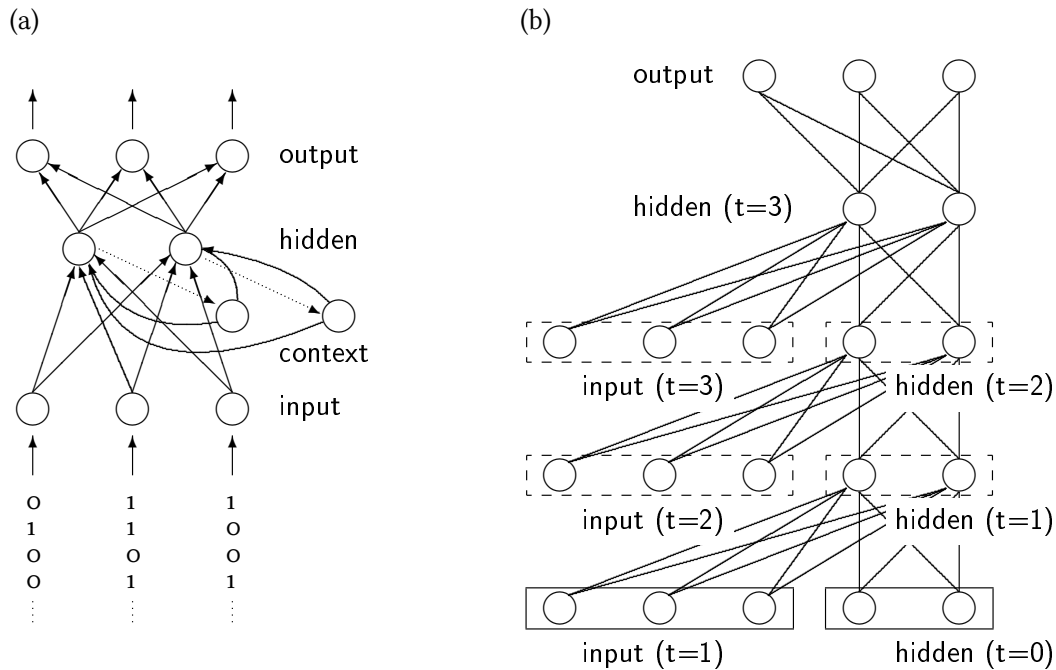 (a)
output
hidden
context
input
0 1 1
1 1 0
0 0 0
0 1 1
(b)
output
hidden (t=3)
input (t=3) hidden (t=2)
input (t=2) hidden (t=1)
input (t=1) hidden (t=0)